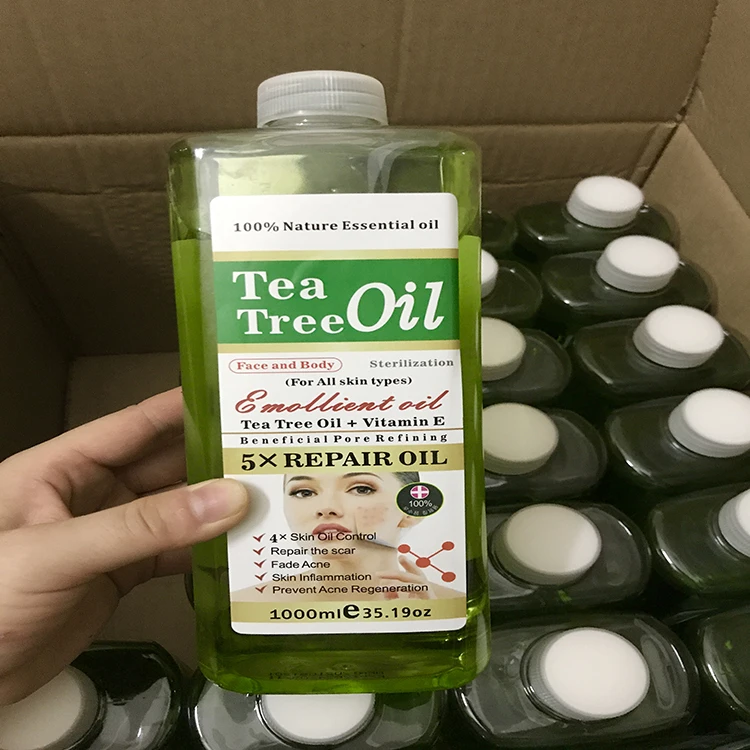 100% Nature Essential oil
Tea
Tree Oil
Face and Body Sterilization
(For All skin types)
Emollient oil
Tea Tree Oil + Vitamin E
Beneficial Pore Refining
5× REPAIR OIL
100%
4× Skin Oil Control
Repair the scar
Fade Acne
Skin Inflammation
Prevent Acne Regeneration
1000ml e 35.19oz